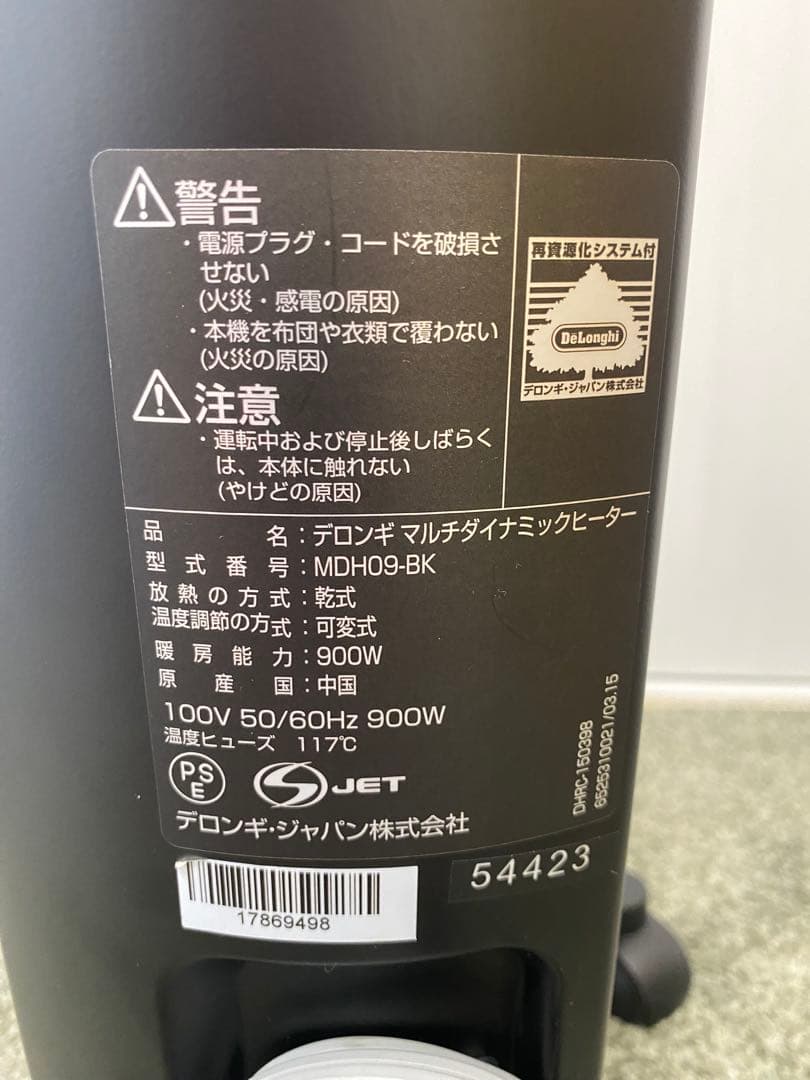 警告
・電源プラグ・コードを破損さ
せない
(火災・感電の原因)
・本機を布団や衣類で覆わない
(火災の原因)
注意
・運転中および停止後しばらく
は、本体に触れない
(やけどの原因)
再資源化システム付
DeLonghi
デロンギ・ジャパン株式会社
品名：デロンギ マルチダイナミックヒーター
型式番号：MDH09-BK
放熱の方式：乾式
温度調節の方式：可変式
暖房能力：900W
原産国：中国
100V 50/60Hz 900W
温度ヒューズ 117℃
PSE
JET
デロンギ・ジャパン株式会社
DHRC-150398
6525310021/03.15
54423
17869498